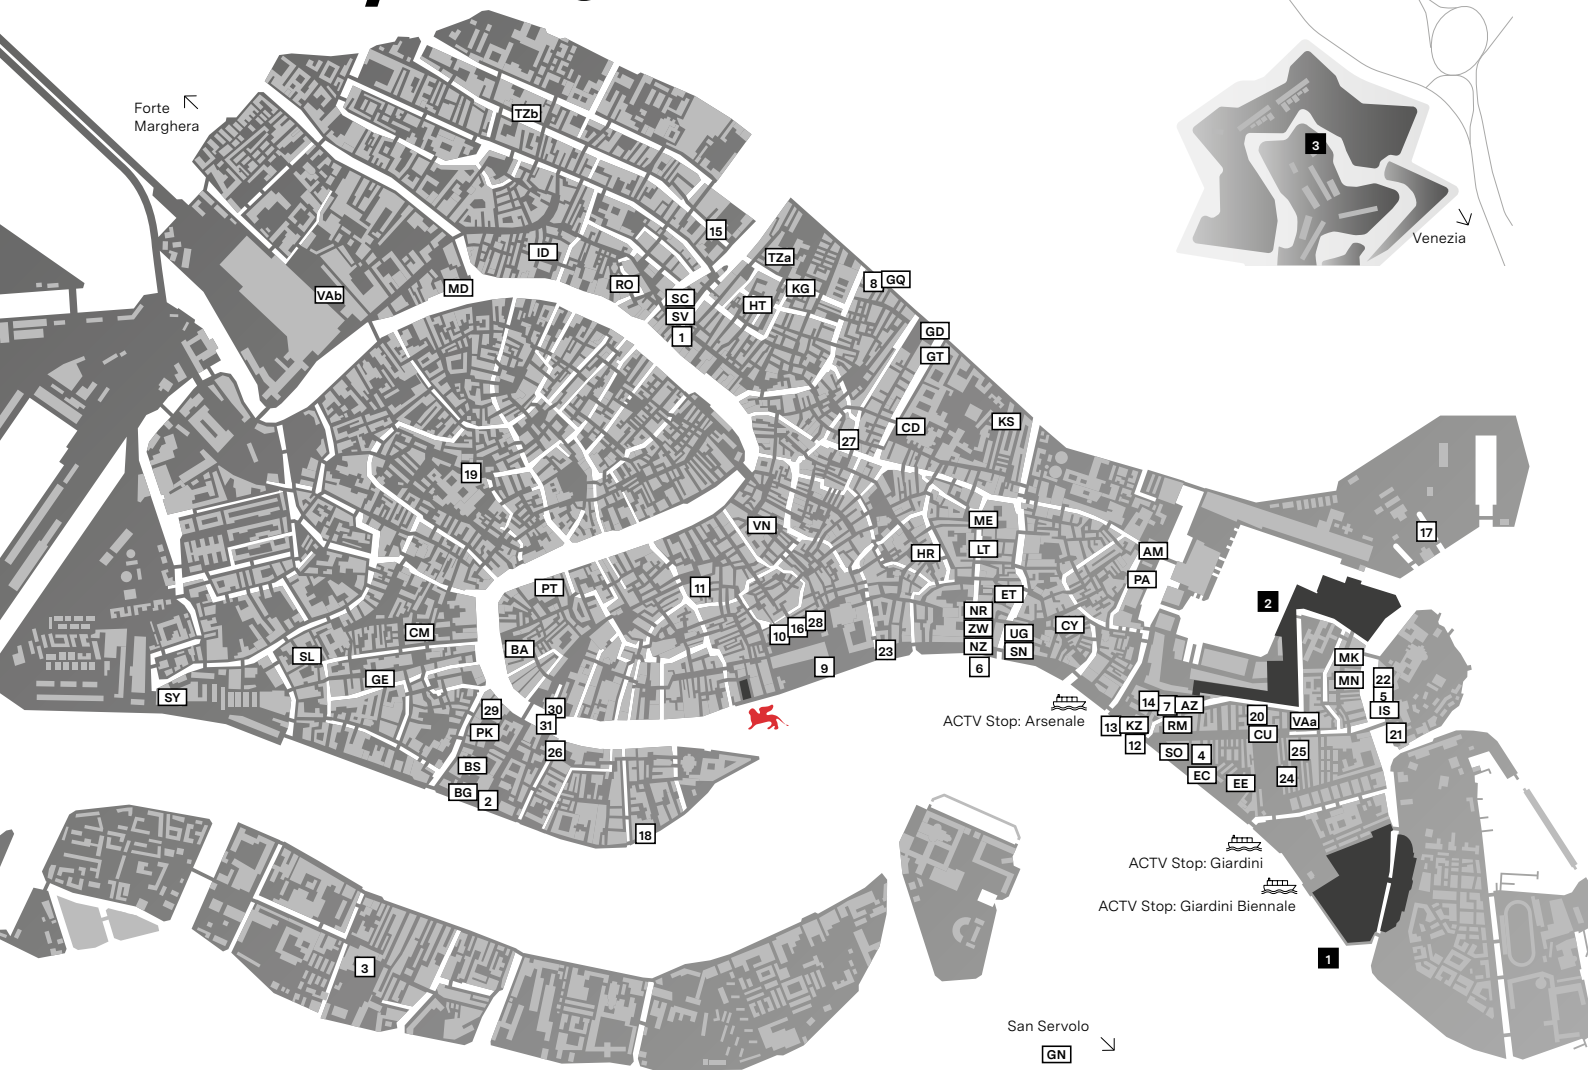 Forte
Marghera
TZb
3
Venezia
15
ID
TZa
RO
MD
VAb
SC
SV
1
HT
KG
8
GQ
GD
GT
CD
KS
27
19
VN
ME
LT
HR
17
AM
PA
2
PT
11
ET
NR
ZW
NZ
6
UG
SN
CY
10
16
28
9
23
CM
BA
SL
GE
SY
MK
MN
22
5
IS
21
29
30
31
PK
26
BS
BG
2
18
ACTV Stop: Arsenale
14
7
AZ
13
KZ
RM
12
SO
4
EC
EE
20
CU
VAa
25
24
ACTV Stop: Giardini
ACTV Stop: Giardini Biennale
1
3
San Servolo
GN